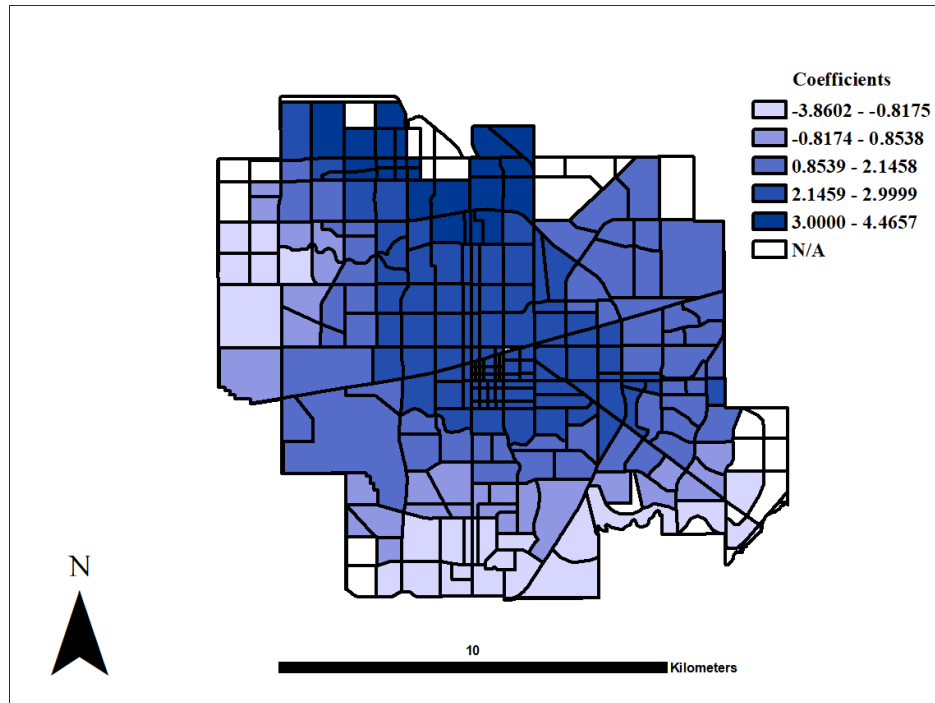 Coefficients
-3.8602 - -0.8175
-0.8174 - 0.8538
0.8539 - 2.1458
2.1459 - 2.9999
3.0000 - 4.4657
N/A
N
10
Kilometers